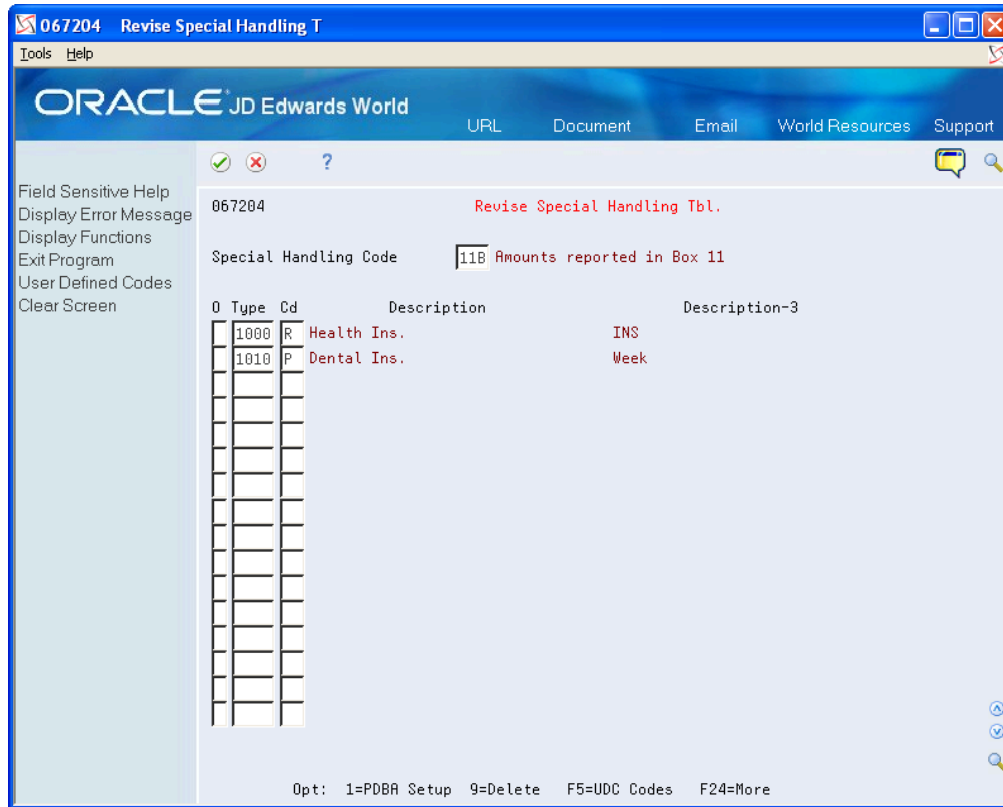 067204 Revise Special Handling T
Tools Help
ORACLE JD Edwards World
URL Document Email World Resources Support
?
Field Sensitive Help
Display Error Message
Display Functions
Exit Program
User Defined Codes
Clear Screen
067204 Revise Special Handling Tbl.
Special Handling Code 11B Amounts reported in Box 11
O Type Cd Description Description-3
1000 R Health Ins. INS
1010 P Dental Ins. Week
Opt: 1=PDBA Setup 9=Delete F5=UDC Codes F24=More